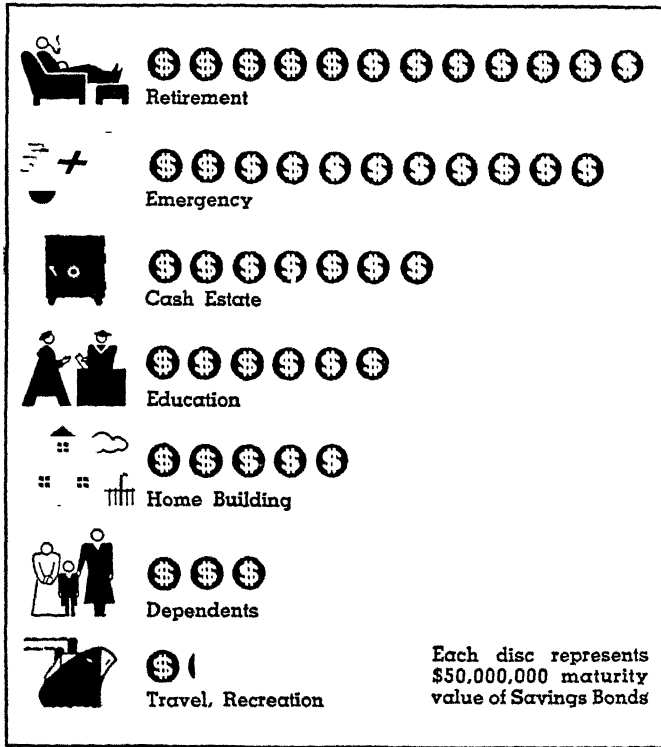 $ $ $ $ $ $ $ $ $ $ $ $
Retirement
$ $ $ $ $ $ $ $ $ $ $
Emergency
$ $ $ $ $ $ $
Cash Estate
$ $ $ $ $ $
Education
$ $ $ $ $
Home Building
$ $ $
Dependents
$
Travel, Recreation
Each disc represents
$50,000,000 maturity
value of Savings Bonds